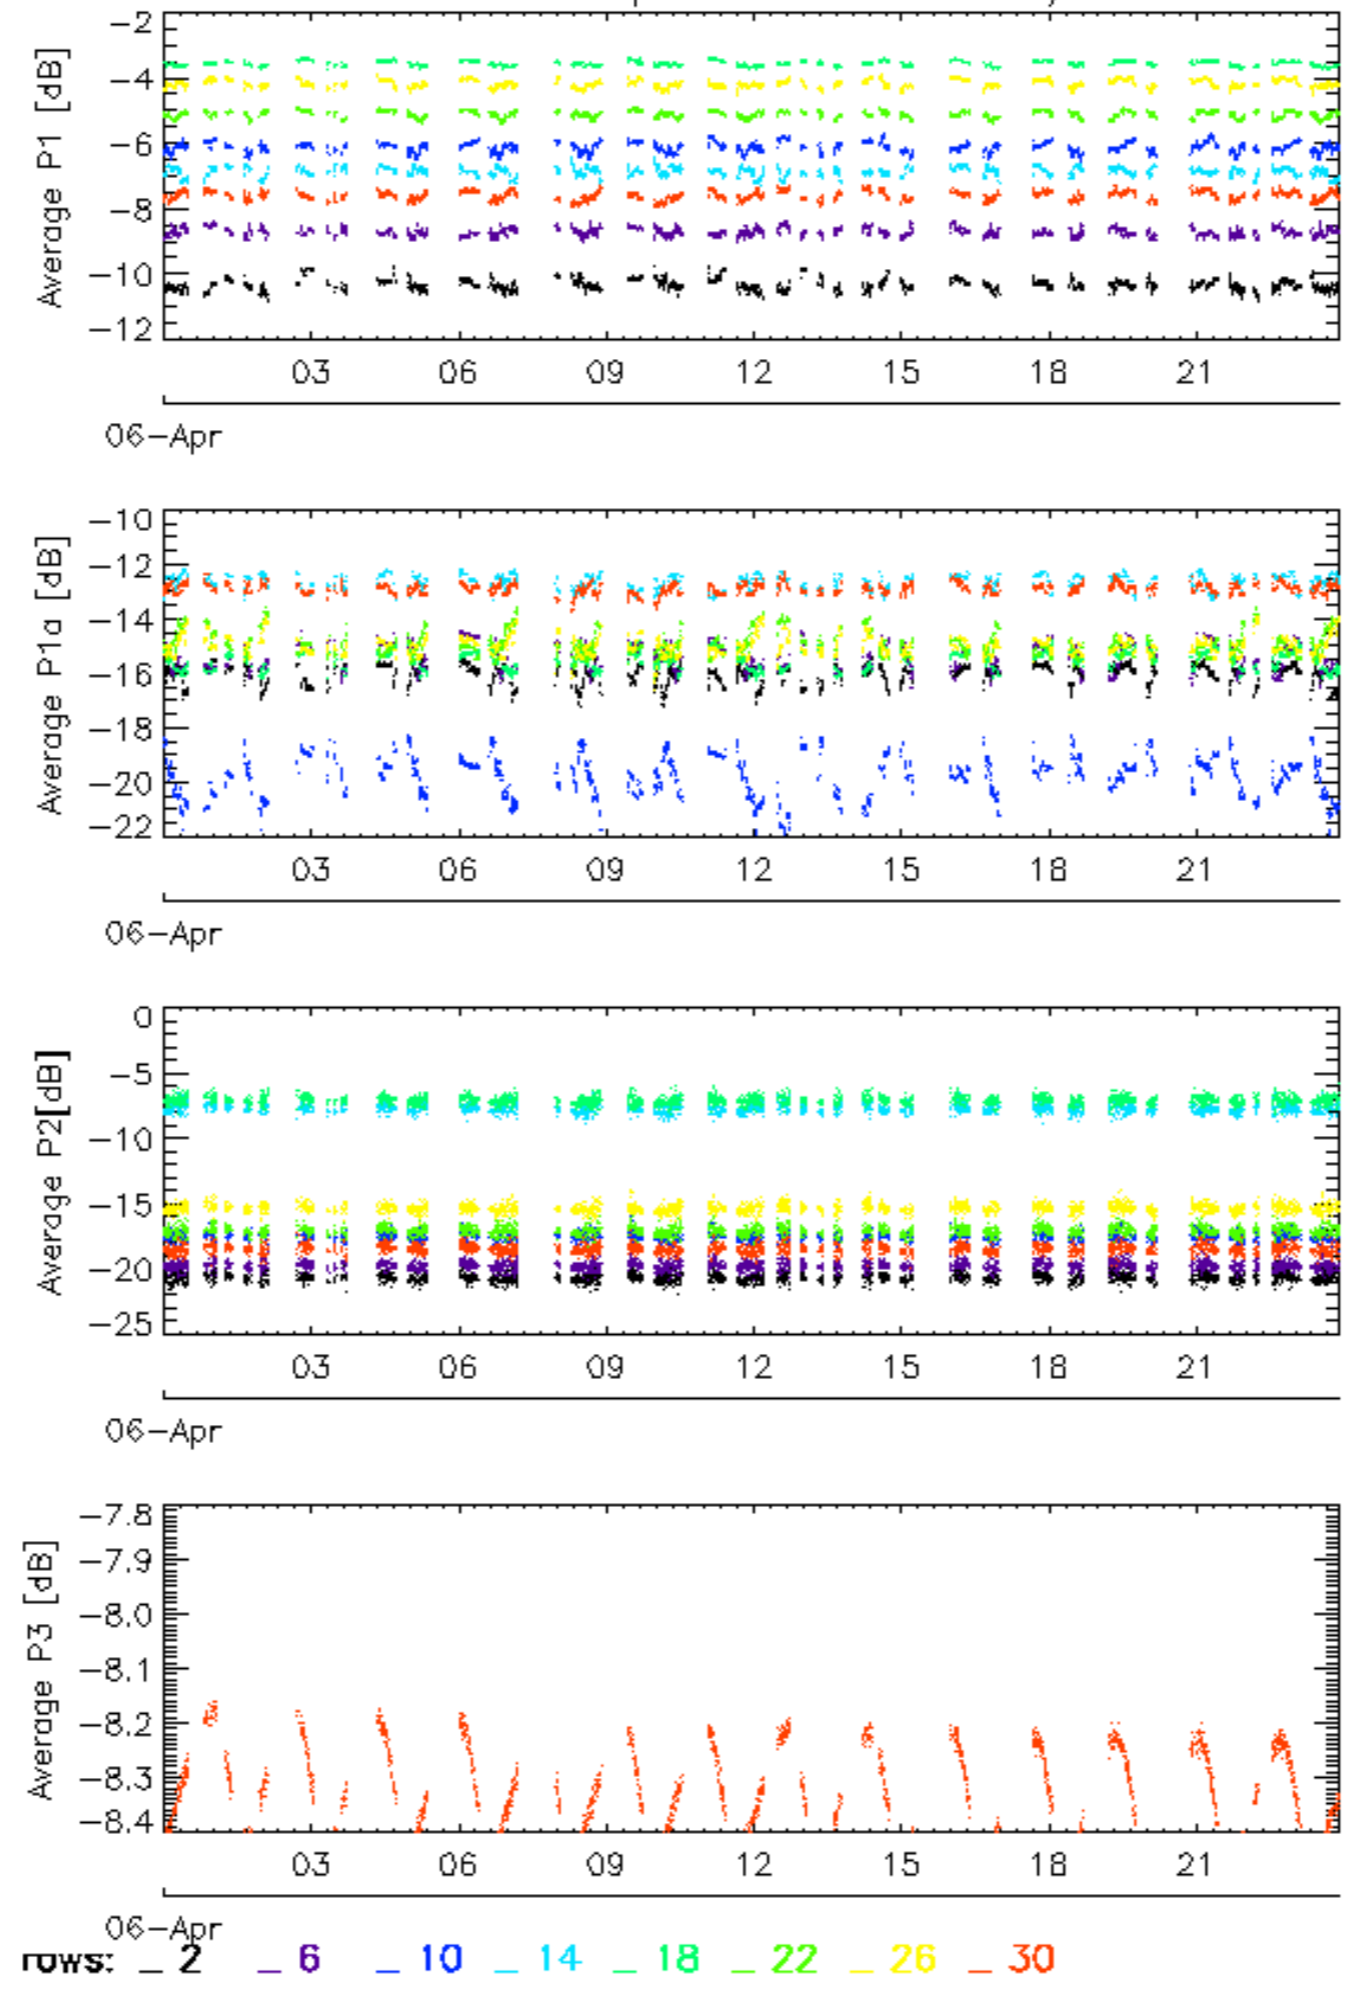 Average P1 [dB]
−2
−4
−6
−8
−10
−12
03 06 09 12 15 18 21
06−Apr
Average P1a [dB]
−10
−12
−14
−16
−18
−20
−22
03 06 09 12 15 18 21
06−Apr
Average P2[dB]
0
−5
−10
−15
−20
−25
03 06 09 12 15 18 21
06−Apr
Average P3 [dB]
−7.8
−7.9
−8.0
−8.1
−8.2
−8.3
−8.4
03 06 09 12 15 18 21
06−Apr
rows: _ 2 _ 6 _ 10 _ 14 _ 18 _ 22 _ 26 _ 30